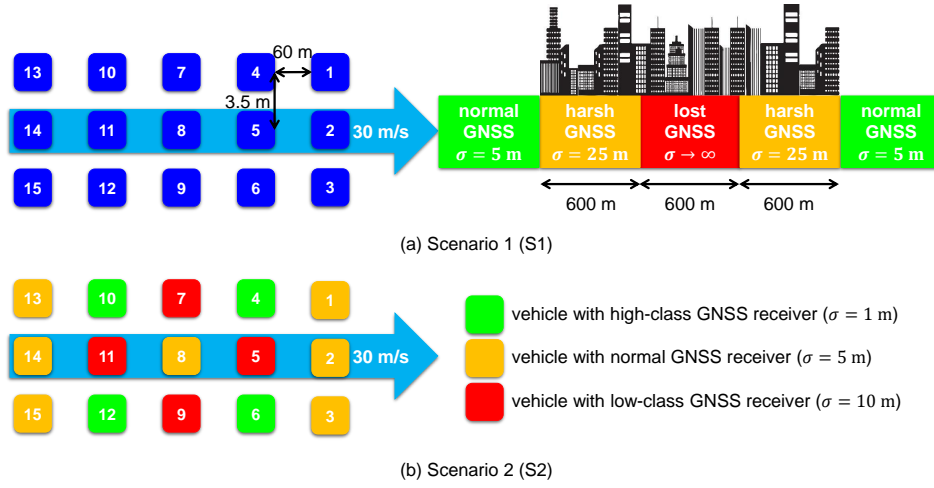 13 10 7 4 1
60 m
3.5 m
14 11 8 5 2 30 m/s
15 12 9 6 3
normal GNSS σ = 5 m
harsh GNSS σ = 25 m
lost GNSS σ → ∞
harsh GNSS σ = 25 m
normal GNSS σ = 5 m
600 m 600 m 600 m
(a) Scenario 1 (S1)
13 10 7 4 1
14 11 8 5 2 30 m/s
15 12 9 6 3
vehicle with high-class GNSS receiver (σ = 1 m)
vehicle with normal GNSS receiver (σ = 5 m)
vehicle with low-class GNSS receiver (σ = 10 m)
(b) Scenario 2 (S2)